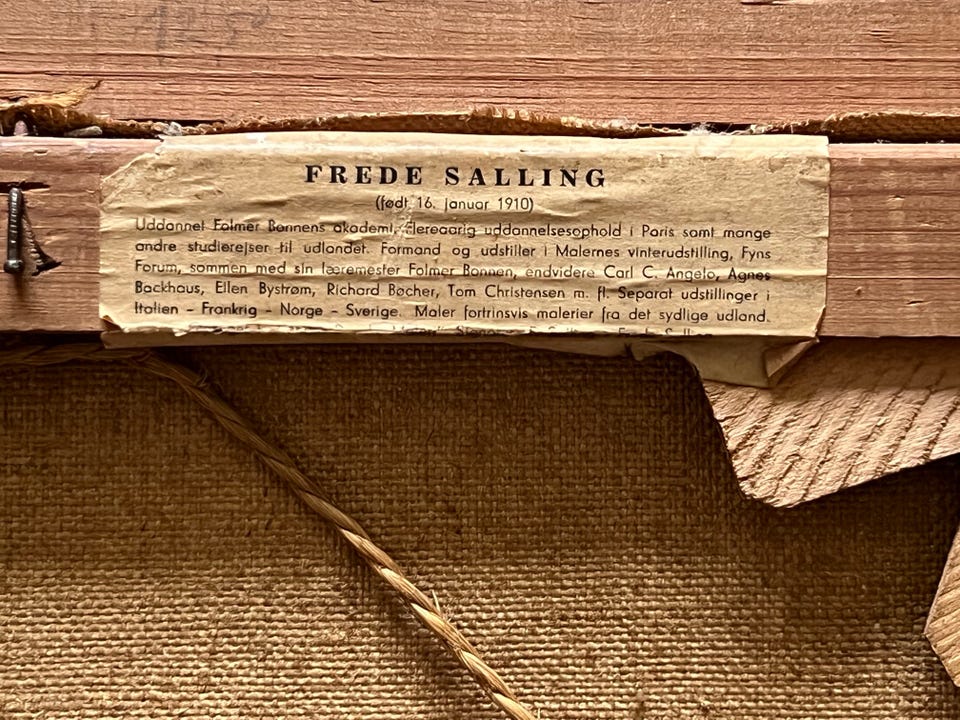 FREDE SALLING
(født 16. januar 1910)
Uddannet Folmer Bonnens akademi, flereaarig uddannelsesophold i Paris samt mange
andre studierejser til udlandet. Formand og udstiller i Malernes vinterudstilling, Fyns
Forum, sommen med sin læremester Folmer Bonnen, endvidere Carl C. Angelo, Agnes
Backhaus, Ellen Bystrøm, Richard Bøcher, Tom Christensen m. fl. Separat udstillinger i
Italien - Frankrig - Norge - Sverige. Maler fortrinsvis malerier fra det sydlige udland.